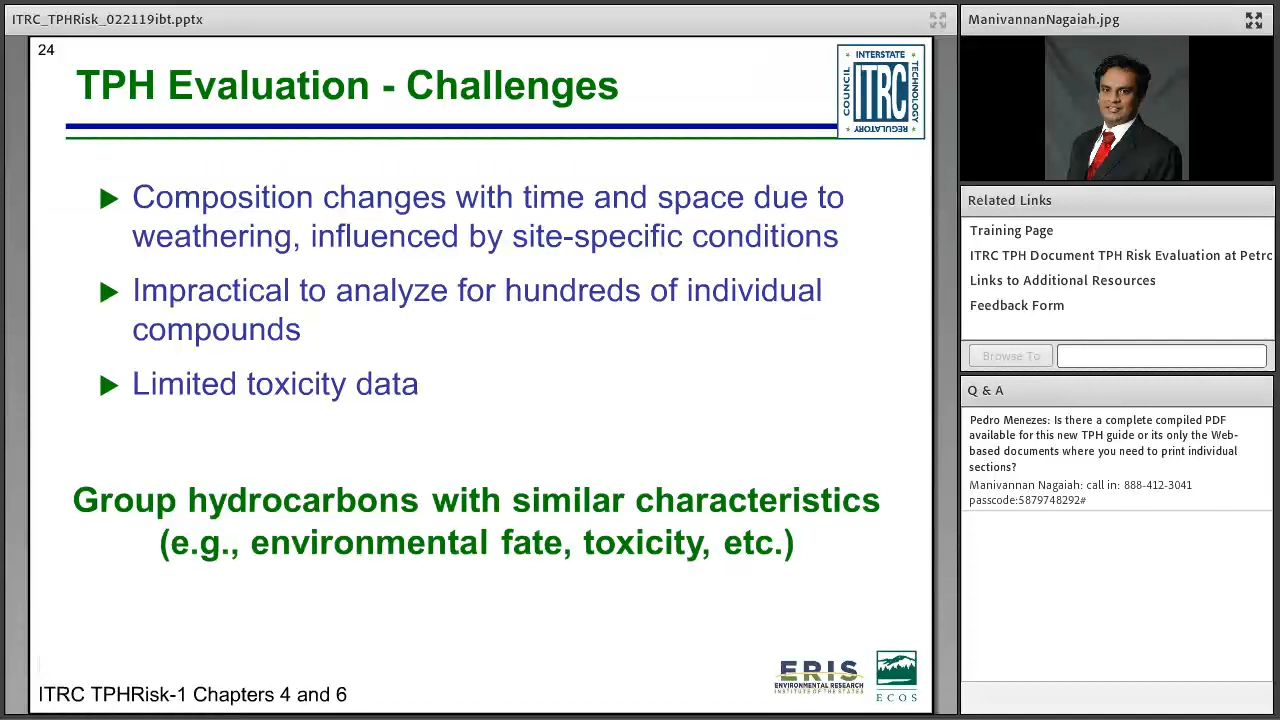 ITRC_TPHRisk_022119ibt.pptx
24
TPH Evaluation - Challenges
INTERSTATE
COUNCIL
ITRC
TECHNOLOGY
REGULATORY
Composition changes with time and space due to
weathering, influenced by site-specific conditions
Impractical to analyze for hundreds of individual
compounds
Limited toxicity data
Group hydrocarbons with similar characteristics
(e.g., environmental fate, toxicity, etc.)
ITRC TPHRisk-1 Chapters 4 and 6
ERIS
ENVIRONMENTAL RESEARCH
INSTITUTE OF THE STATES
ECOS
ManivannanNagaiah.jpg
Related Links
Training Page
ITRC TPH Document TPH Risk Evaluation at Petrc
Links to Additional Resources
Feedback Form
Browse To
Q & A
Pedro Menezes: Is there a complete compiled PDF
available for this new TPH guide or its only the Web-
based documents where you need to print individual
sections?
Manivannan Nagaiah: call in: 888-412-3041
passcode:5879748292#